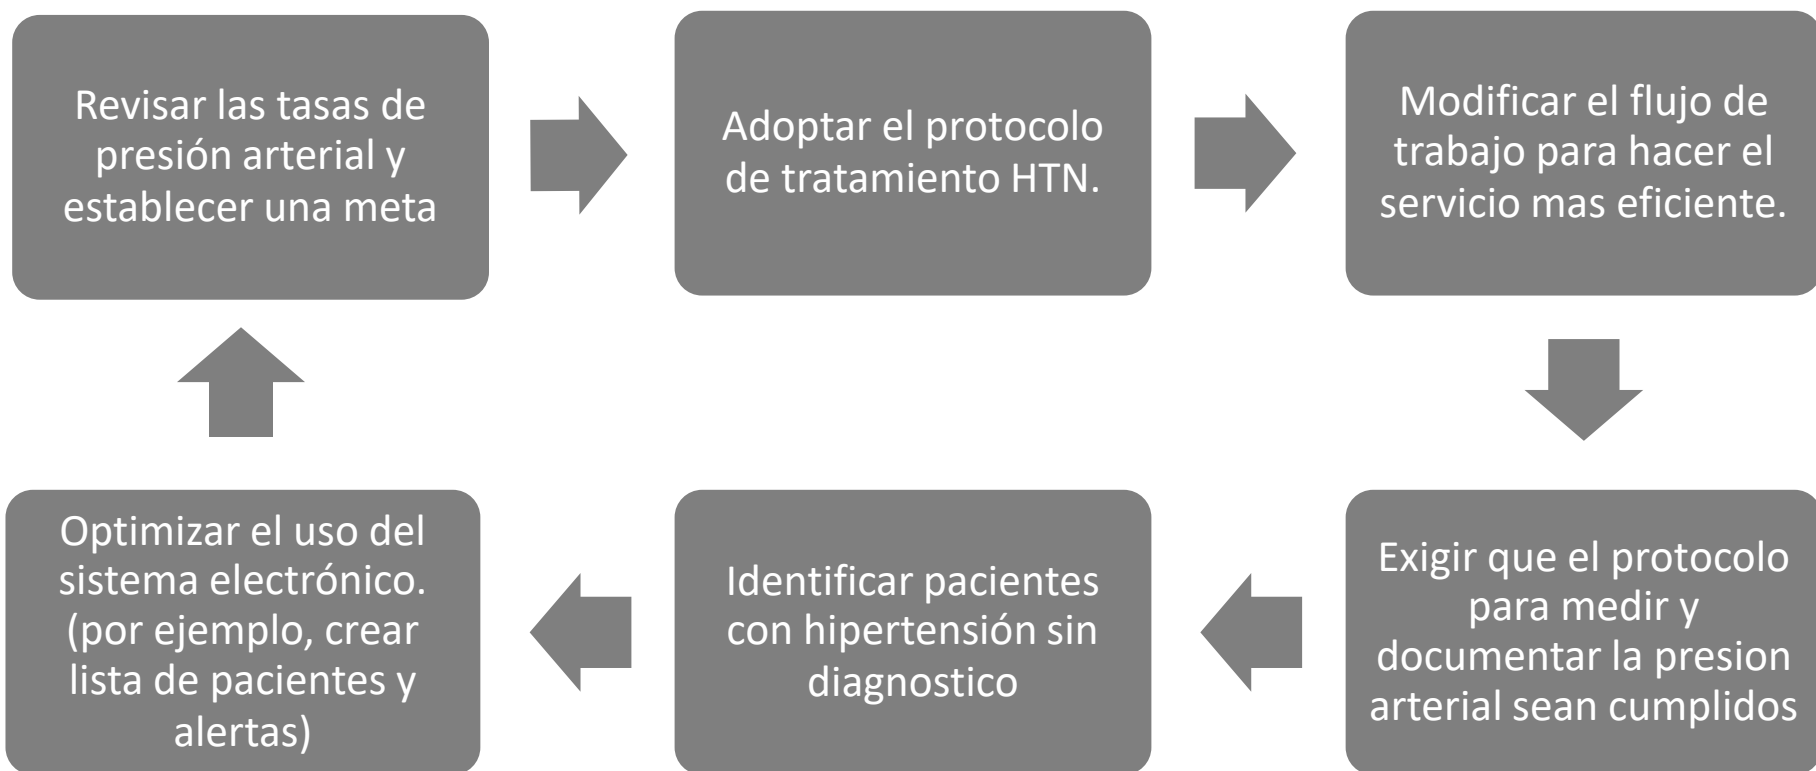 Revisar las tasas de
presión arterial y
establecer una meta
Adoptar el protocolo
de tratamiento HTN.
Modificar el flujo de
trabajo para hacer el
servicio mas eficiente.
Exigir que el protocolo
para medir y
documentar la presion
arterial sean cumplidos
Identificar pacientes
con hipertensión sin
diagnostico
Optimizar el uso del
sistema electrónico.
(por ejemplo, crear
lista de pacientes y
alertas)